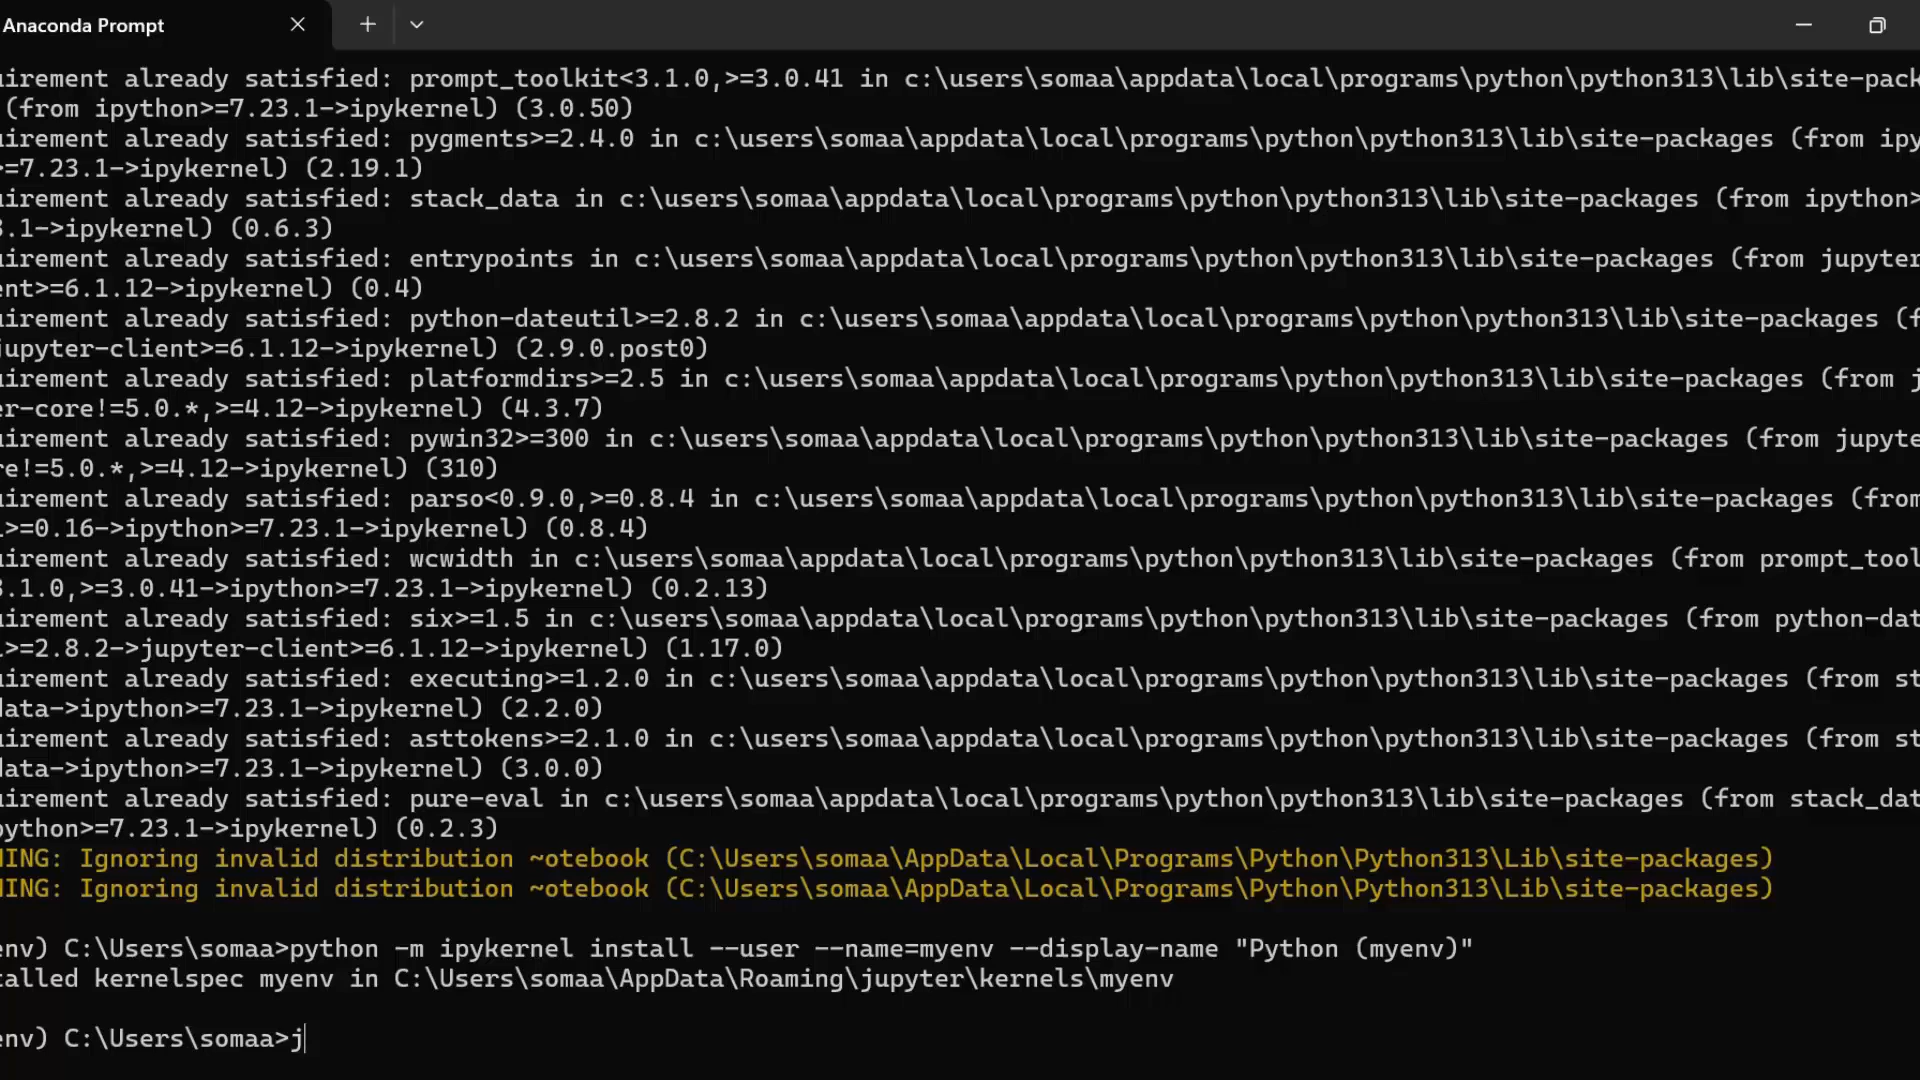 Anaconda Prompt
uirement already satisfied: prompt_toolkit<3.1.0,>=3.0.41 in c:\users\somaa\appdata\local\programs\python\python313\lib\site-pack
(from ipython>=7.23.1->ipykernel) (3.0.50)
uirement already satisfied: pygments>=2.4.0 in c:\users\somaa\appdata\local\programs\python\python313\lib\site-packages (from ipy
>=7.23.1->ipykernel) (2.19.1)
uirement already satisfied: stack_data in c:\users\somaa\appdata\local\programs\python\python313\lib\site-packages (from ipython>
3.1->ipykernel) (0.6.3)
uirement already satisfied: entrypoints in c:\users\somaa\appdata\local\programs\python\python313\lib\site-packages (from jupyter
ent>=6.1.12->ipykernel) (0.4)
uirement already satisfied: python-dateutil>=2.8.2 in c:\users\somaa\appdata\local\programs\python\python313\lib\site-packages (f
jupyter-client>=6.1.12->ipykernel) (2.9.0.post0)
uirement already satisfied: platformdirs>=2.5 in c:\users\somaa\appdata\local\programs\python\python313\lib\site-packages (from j
er-core!=5.0.*,>=4.12->ipykernel) (4.3.7)
uirement already satisfied: pywin32>=300 in c:\users\somaa\appdata\local\programs\python\python313\lib\site-packages (from jupyte
re!=5.0.*,>=4.12->ipykernel) (310)
uirement already satisfied: parso<0.9.0,>=0.8.4 in c:\users\somaa\appdata\local\programs\python\python313\lib\site-packages (from
>=0.16->ipython>=7.23.1->ipykernel) (0.8.4)
uirement already satisfied: wcwidth in c:\users\somaa\appdata\local\programs\python\python313\lib\site-packages (from prompt_tool
3.1.0,>=3.0.41->ipython>=7.23.1->ipykernel) (0.2.13)
uirement already satisfied: six>=1.5 in c:\users\somaa\appdata\local\programs\python\python313\lib\site-packages (from python-dat
>=2.8.2->jupyter-client>=6.1.12->ipykernel) (1.17.0)
uirement already satisfied: executing>=1.2.0 in c:\users\somaa\appdata\local\programs\python\python313\lib\site-packages (from st
data->ipython>=7.23.1->ipykernel) (2.2.0)
uirement already satisfied: asttokens>=2.1.0 in c:\users\somaa\appdata\local\programs\python\python313\lib\site-packages (from st
data->ipython>=7.23.1->ipykernel) (3.0.0)
uirement already satisfied: pure-eval in c:\users\somaa\appdata\local\programs\python\python313\lib\site-packages (from stack_dat
python>=7.23.1->ipykernel) (0.2.3)
NING: Ignoring invalid distribution ~otebook (C:\Users\somaa\AppData\Local\Programs\Python\Python313\Lib\site-packages)
NING: Ignoring invalid distribution ~otebook (C:\Users\somaa\AppData\Local\Programs\Python\Python313\Lib\site-packages)
env) C:\Users\somaa>python -m ipykernel install --user --name=myenv --display-name "Python (myenv)"
talled kernelspec myenv in C:\Users\somaa\AppData\Roaming\jupyter\kernels\myenv
env) C:\Users\somaa>j